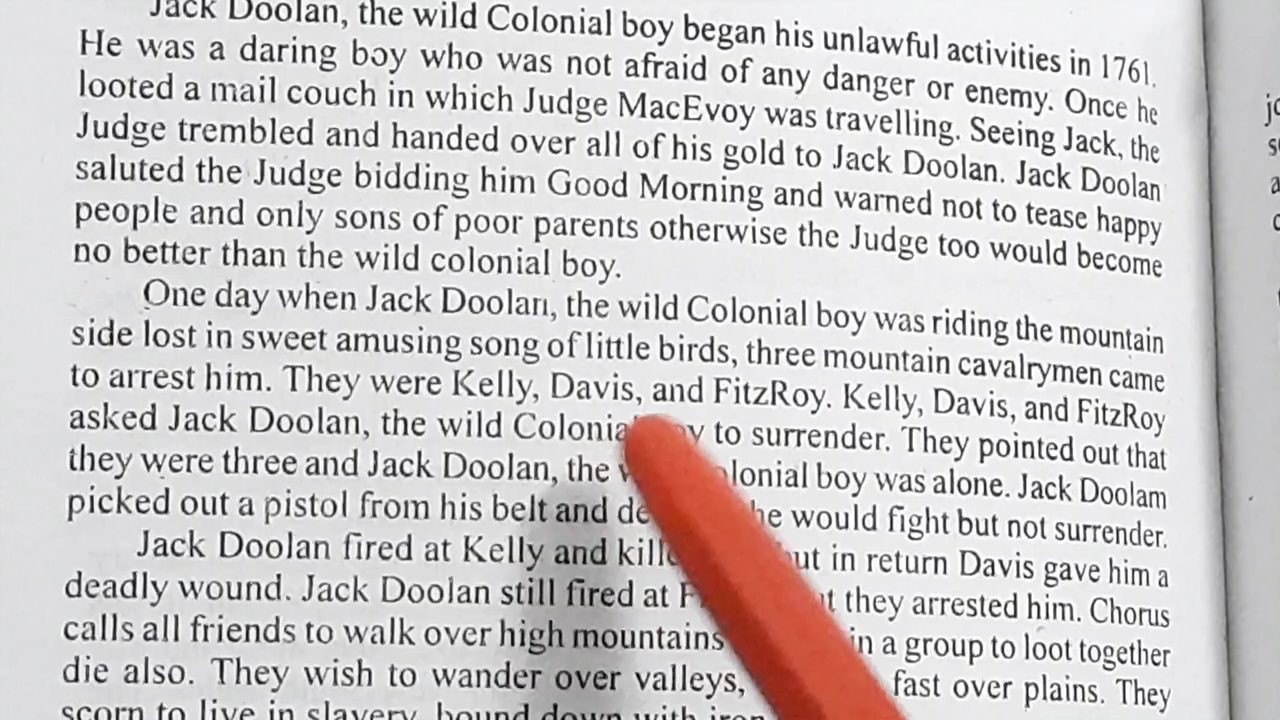 Jack Doolan, the wild Colonial boy began his unlawful activities in 1761.
He was a daring boy who was not afraid of any danger or enemy. Once he
looted a mail couch in which Judge MacEvoy was travelling. Seeing Jack, the
Judge trembled and handed over all of his gold to Jack Doolan. Jack Doolan
saluted the Judge bidding him Good Morning and warned not to tease happy
people and only sons of poor parents otherwise the Judge too would become
no better than the wild colonial boy.
One day when Jack Doolan, the wild Colonial boy was riding the mountain
side lost in sweet amusing song of little birds, three mountain cavalrymen came
to arrest him. They were Kelly, Davis, and FitzRoy. Kelly, Davis, and FitzRoy
asked Jack Doolan, the wild to surrender. They pointed out that
they were three and Jack Doolan, the boy was alone. Jack Doolam
picked out a pistol from his belt and he would fight but not surrender.
Jack Doolan fired at Kelly and in return Davis gave him a
deadly wound. Jack Doolan still fired at they arrested him. Chorus
calls all friends to walk over high mountains in a group to loot together
die also. They wish to wander over valleys, fast over plains. They
scorn to live in slavery, bound down with iron